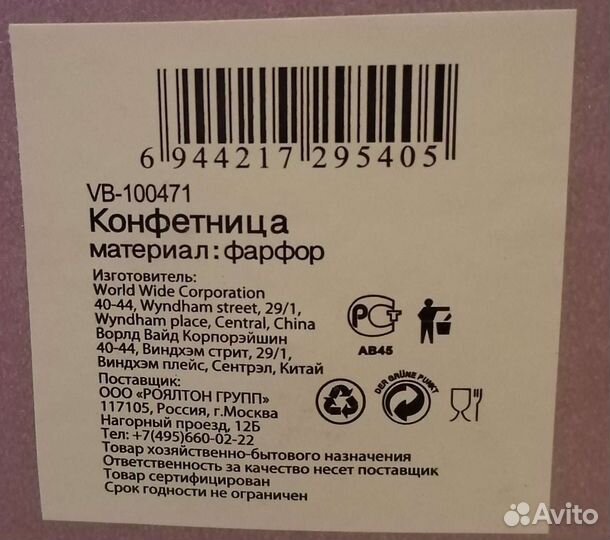 6 944217 295405
VB-100471
Конфетница
материал: фарфор
Изготовитель:
World Wide Corporation
40-44, Wyndham street, 29/1,
Wyndham place, Central, China
Ворлд Вайд Корпорэйшин
40-44, Виндхэм стрит, 29/1,
Виндхэм плейс, Сентрэл, Китай
Поставщик:
ООО «РОЯЛТОН ГРУПП»
117105, Россия, г.Москва
Нагорный проезд, 12Б
Тел: +7(495)660-02-22
Товар хозяйственно-бытового назначения
Ответственность за качество несет поставщик
Товар сертифицирован
Срок годности не ограничен
РСТ
АВ45
DER GRÜNE PUNKT
Avito